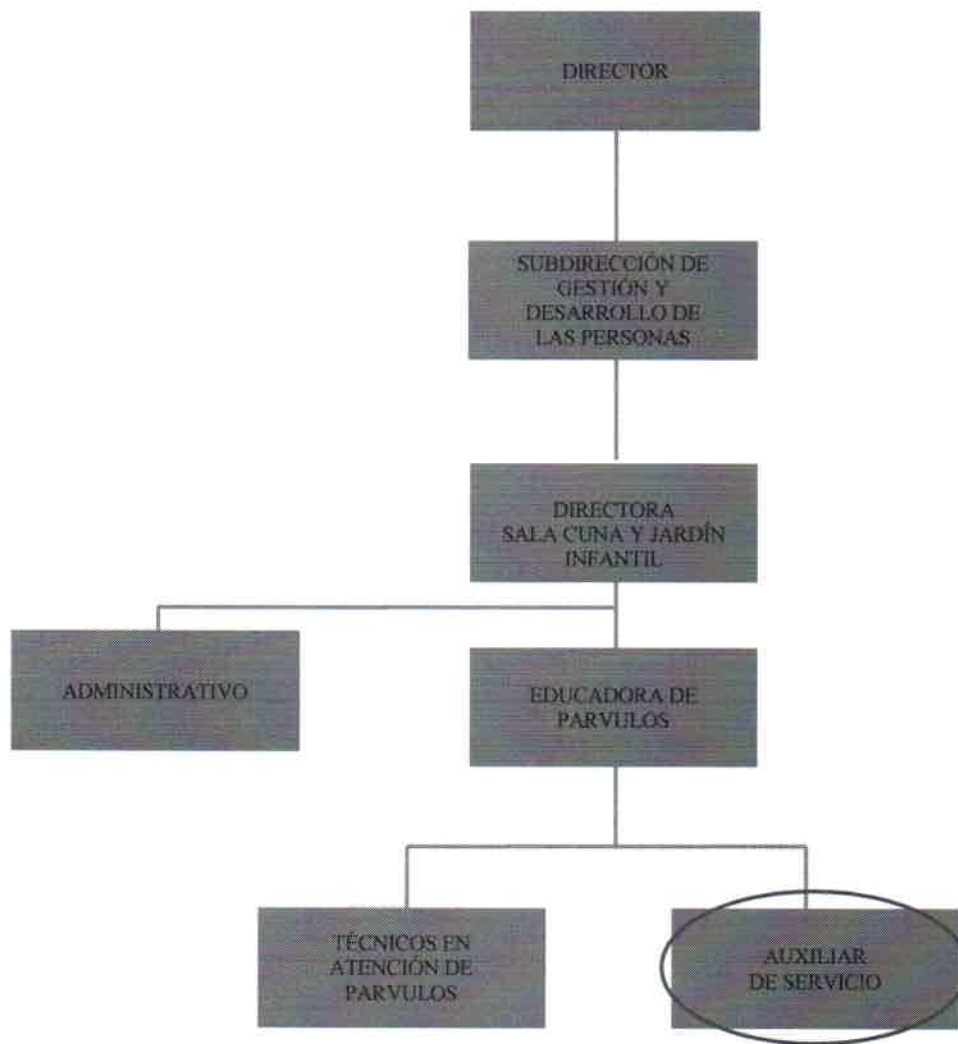 DIRECTOR
SUBDIRECCIÓN DE
GESTIÓN Y
DESARROLLO DE
LAS PERSONAS
DIRECTORA
SALA CUNA Y JARDÍN
INFANTIL
ADMINISTRATIVO
EDUCADORA DE
PARVULOS
TÉCNICOS EN
ATENCIÓN DE
PARVULOS
AUXILIAR
DE SERVICIO